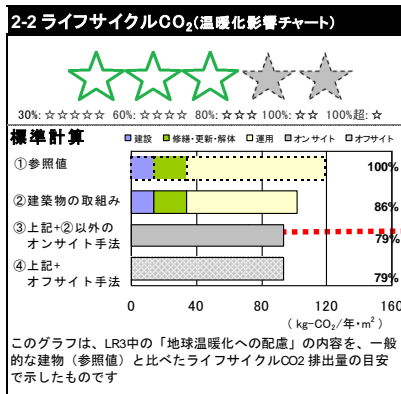 2-2 ライフサイクルCO₂(温暖化影響チャート)
30%: ☆☆☆☆☆ 60%: ☆☆☆☆ 80%: ☆☆☆ 100%: ☆☆ 100%超: ☆
標準計算
建設 修繕・更新・解体 運用 オンサイト オフサイト
①参照値 100%
②建築物の取組み 86%
③上記+②以外の
オンサイト手法 79%
④上記+
オフサイト手法 79%
0 40 80 120 160
( kg-CO₂/年・m² )
このグラフは、LR3中の「地球温暖化への配慮」の内容を、一般
的な建物（参照値）と比べたライフサイクルCO2 排出量の目安
で示したものです